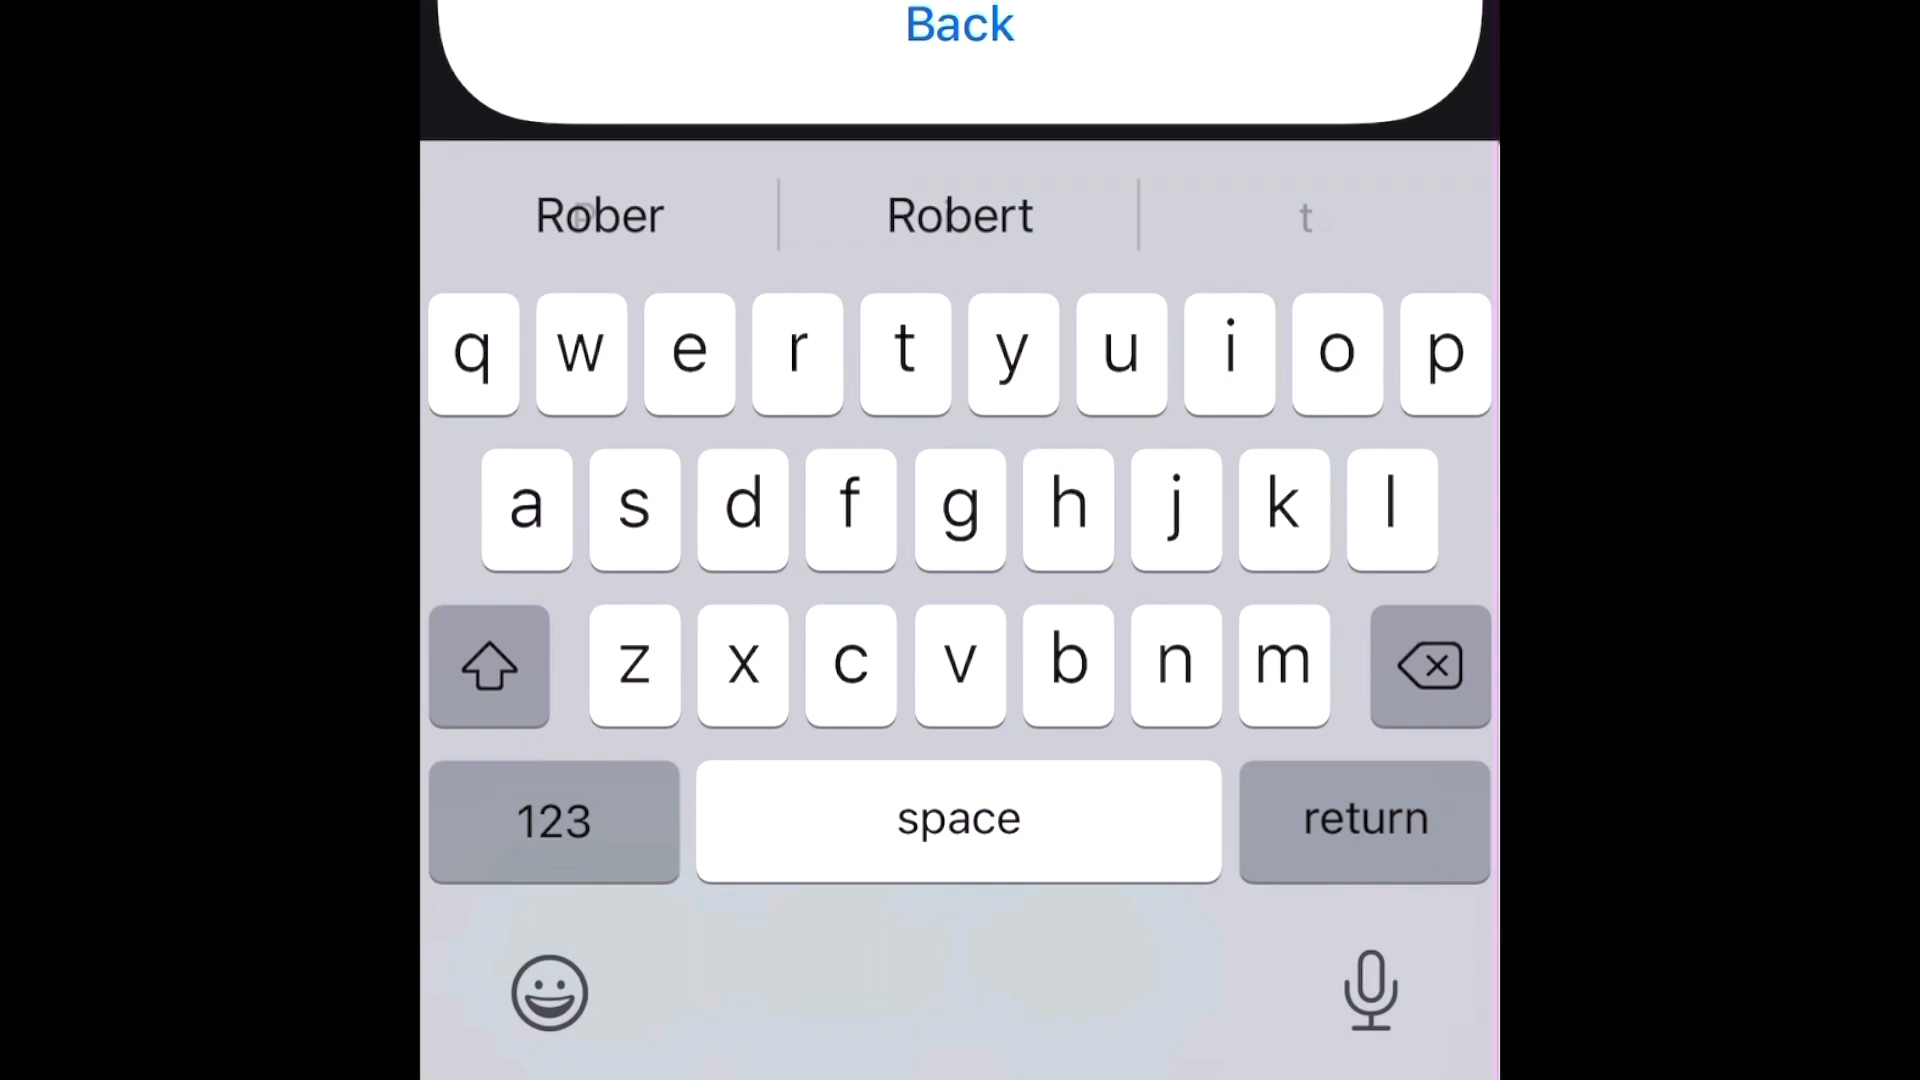 Back
Rober Robert t
q w e r t y u i o p
a s d f g h j k l
z x c v b n m
123 space return